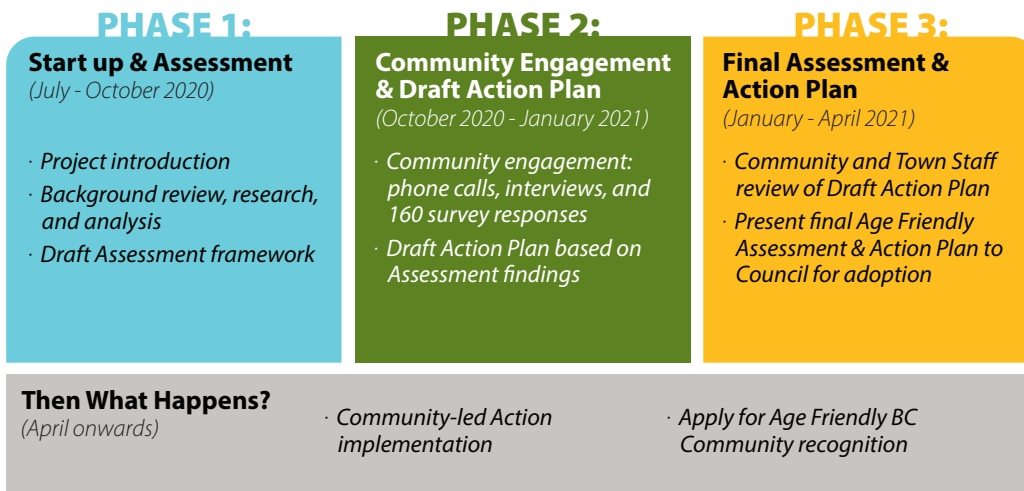 PHASE 1:
Start up & Assessment
(July - October 2020)
· Project introduction
· Background review, research,
and analysis
· Draft Assessment framework
PHASE 2:
Community Engagement
& Draft Action Plan
(October 2020 - January 2021)
· Community engagement:
phone calls, interviews, and
160 survey responses
· Draft Action Plan based on
Assessment findings
PHASE 3:
Final Assessment &
Action Plan
(January - April 2021)
· Community and Town Staff
review of Draft Action Plan
· Present final Age Friendly
Assessment & Action Plan to
Council for adoption
Then What Happens?
(April onwards)
· Community-led Action
implementation
· Apply for Age Friendly BC
Community recognition